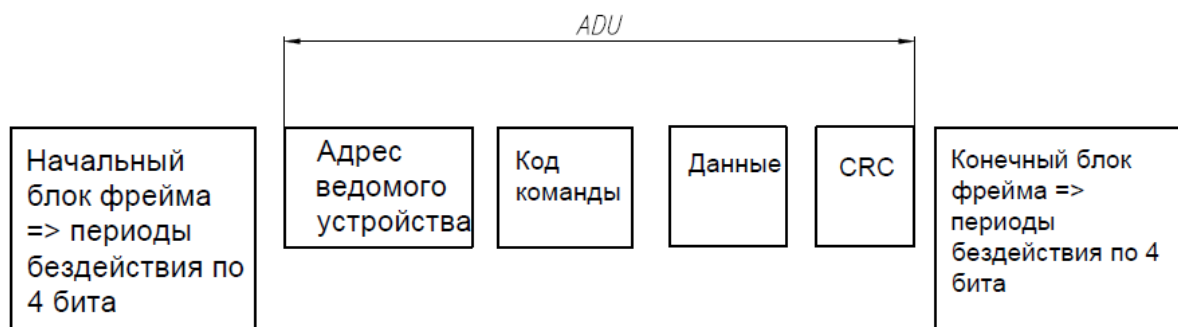 ADU
Начальный
блок фрейма
=> периоды
бездействия по
4 бита
Адрес
ведомого
устройства
Код
команды
Данные
CRC
Конечный блок
фрейма =>
периоды
бездействия по 4
бита